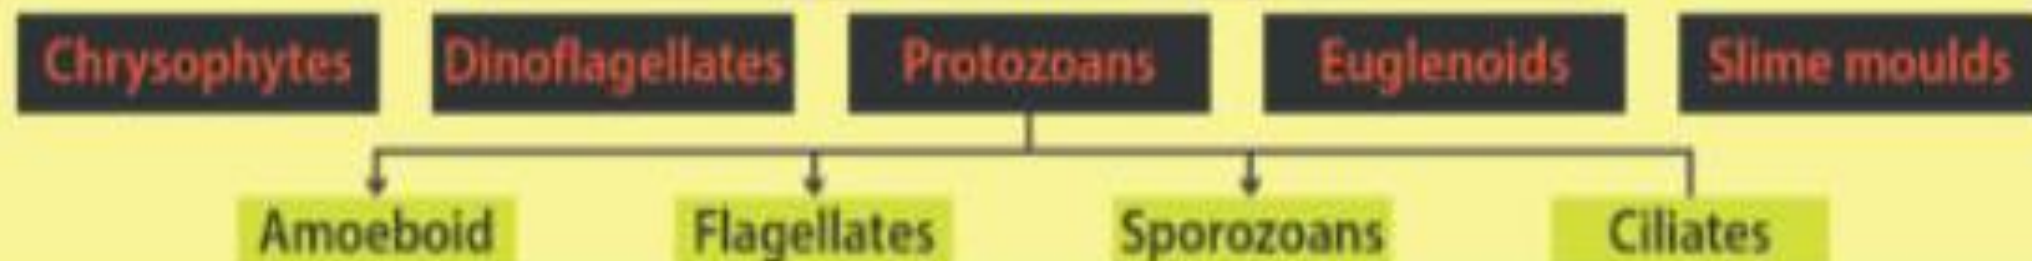 Chrysophytes Dinoflagellates Protozoans Euglenoids Slime moulds
Amoeboid Flagellates Sporozoans Ciliates